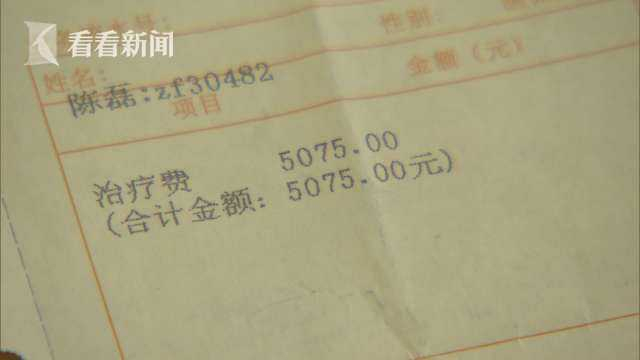 看看新闻
性别:
姓名:
金额（元）
陈磊:zf30482
项目
治疗费 5075.00
(合计金额: 5075.00元)